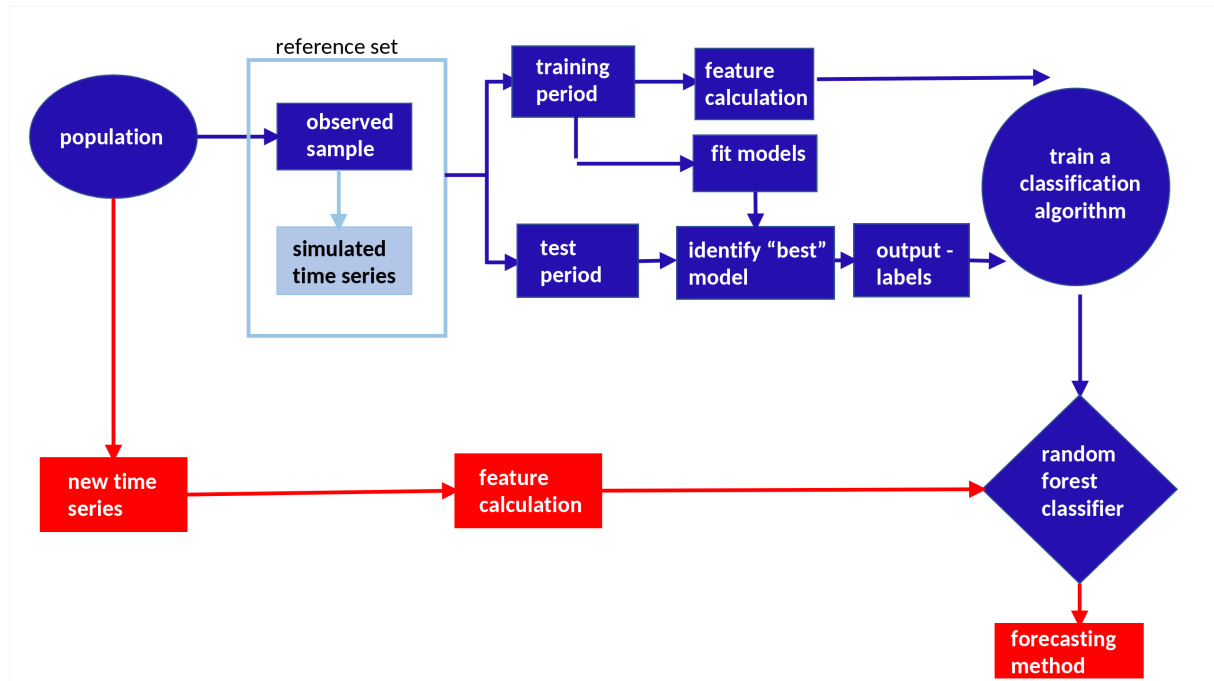 reference set
population
observed
sample
simulated
time series
training
period
feature
calculation
fit models
test
period
identify “best”
model
output -
labels
train a
classification
algorithm
new time
series
feature
calculation
random
forest
classifier
forecasting
method